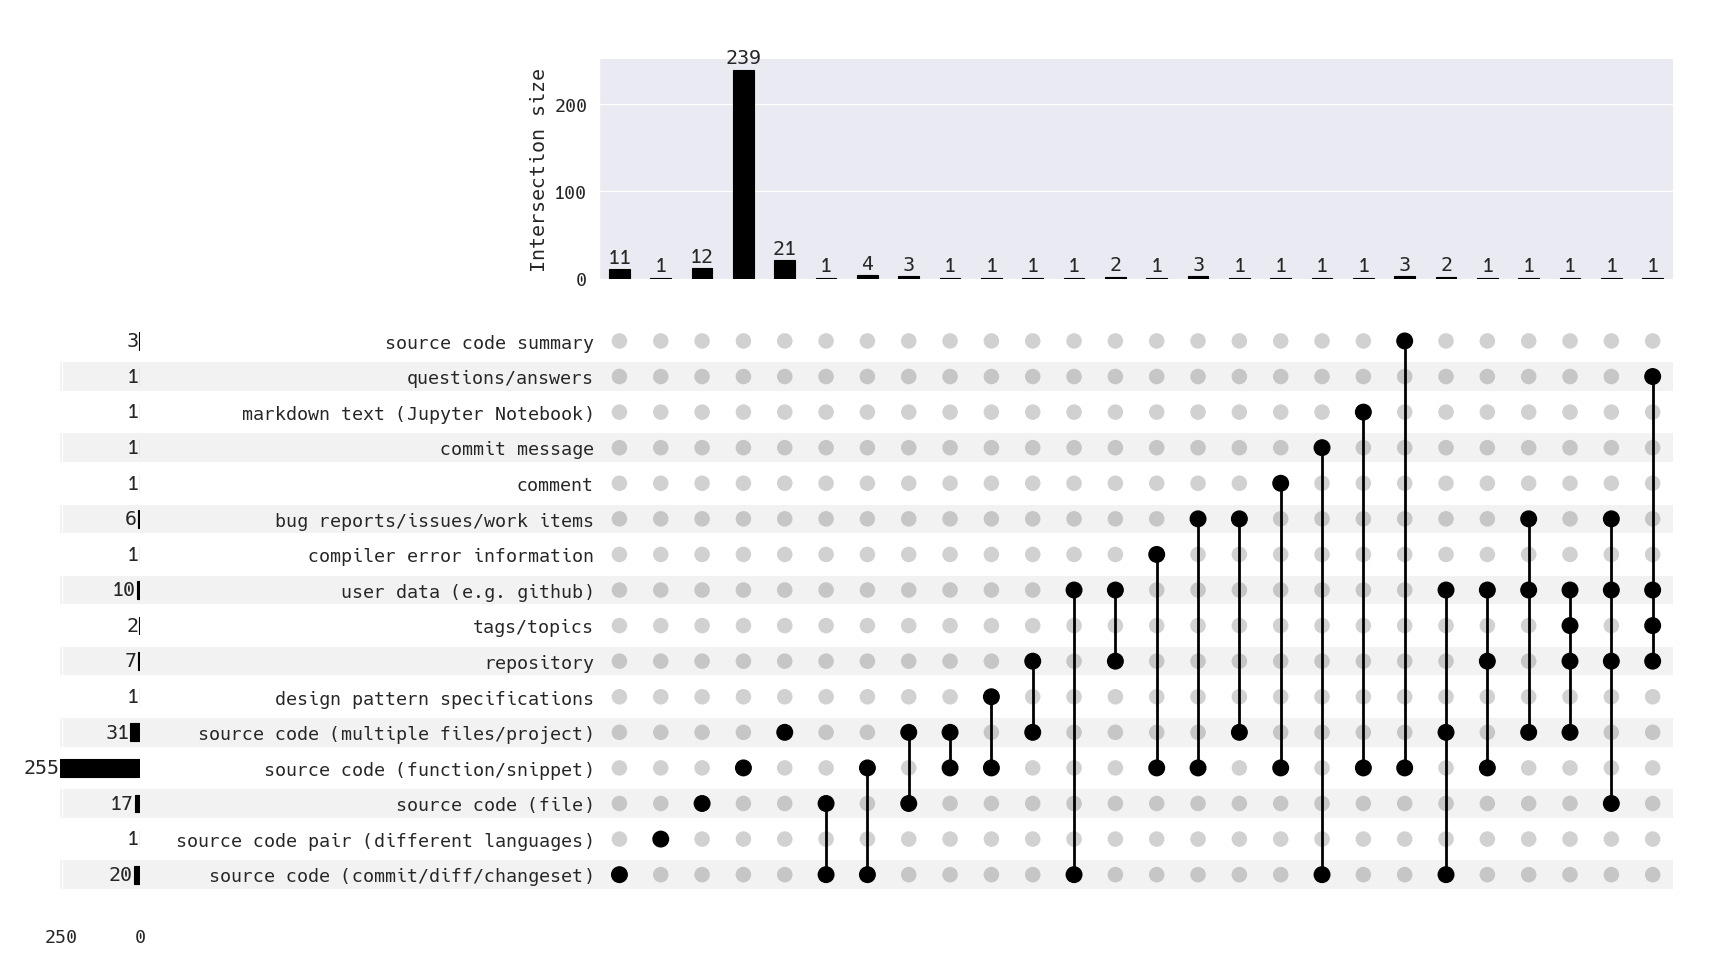 239
Intersection size
200
100
0
11 1 12 21 1 4 3 1 1 1 1 2 1 3 1 1 1 1 3 2 1 1 1 1 1
3 source code summary
1 questions/answers
1 markdown text (Jupyter Notebook)
1 commit message
1 comment
6 bug reports/issues/work items
1 compiler error information
10 user data (e.g. github)
2 tags/topics
7 repository
1 design pattern specifications
31 source code (multiple files/project)
255 source code (function/snippet)
17 source code (file)
1 source code pair (different languages)
20 source code (commit/diff/changeset)
250 0